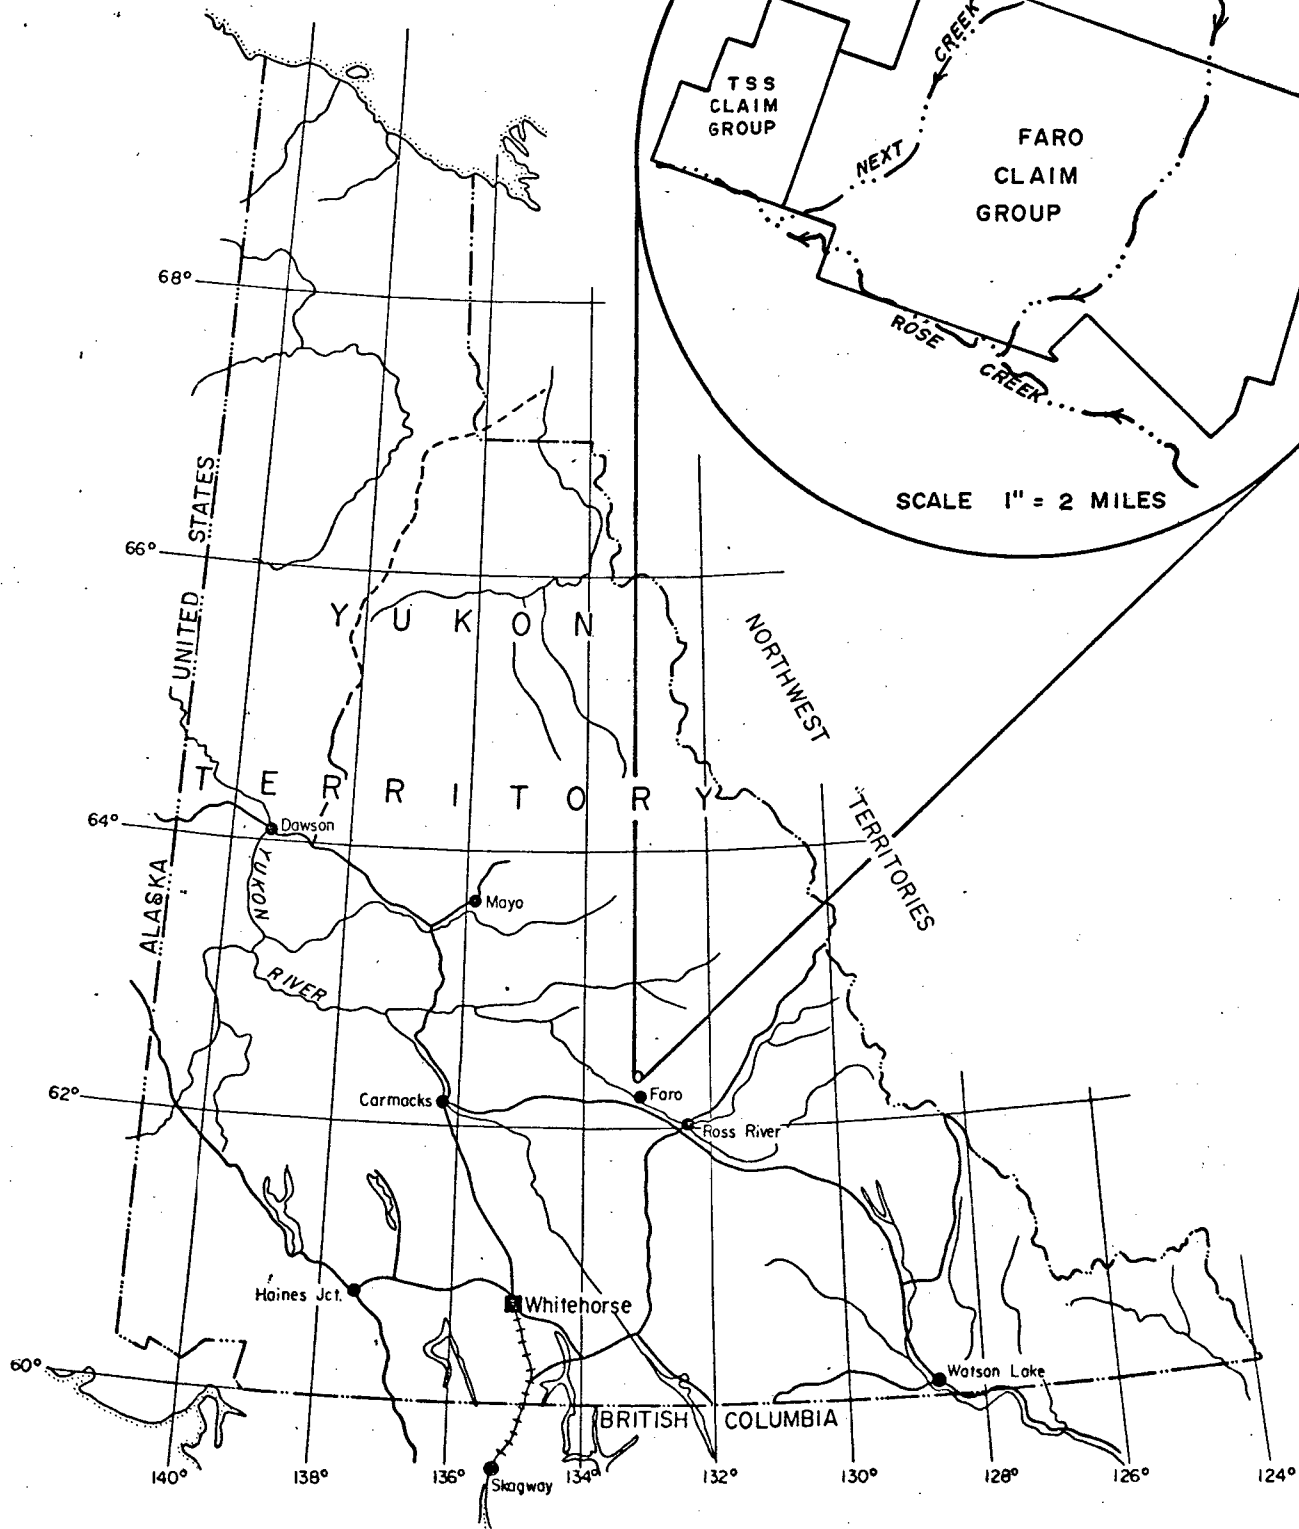 CREEK
TSS
CLAIM
GROUP
NEXT
FARO
CLAIM
GROUP
ROSE
CREEK
SCALE 1" = 2 MILES
68°
66°
64°
62°
60°
UNITED STATES
ALASKA
YUKON
TERRITORY
NORTHWEST
TERRITORIES
Dawson
YUKON
RIVER
Mayo
Carmacks
Faro
Ross River
Haines Jct.
Whitehorse
Watson Lake
BRITISH COLUMBIA
Skagway
140°
138°
136°
134°
132°
130°
128°
126°
124°